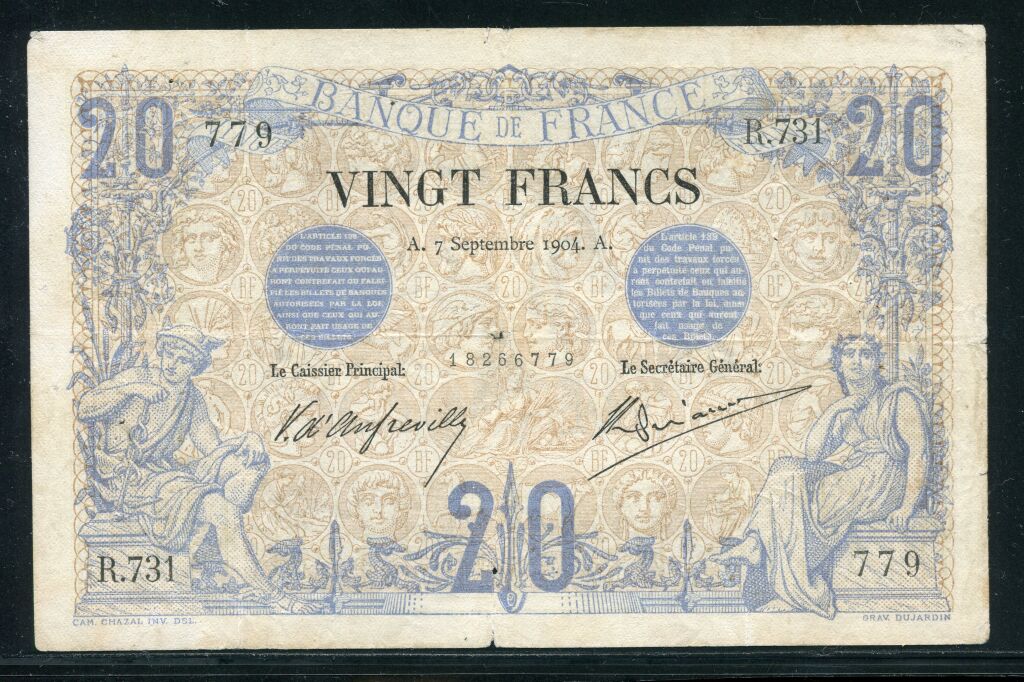 BANQUE DE FRANCE
20 20
779 R.731
VINGT FRANCS
A. 7 Septembre 1904. A.
L'ARTICLE 139
DU CODE PÉNAL PU-
NIT DES TRAVAUX FORCÉS
A PERPÉTUITÉ CEUX QUI AU-
RONT CONTREFAIT OU FALSI-
FIÉ LES BILLETS DE BANQUES
AUTORISÉES PAR LA LOI,
AINSI QUE CEUX QUI AU-
RONT FAIT USAGE DE
CES BILLETS
L'article 139
du Code Pénal pu-
nit des travaux forcés
à perpétuité ceux qui au-
ront contrefait ou falsifié
les Billets de Banques au-
torisées par la loi, ainsi
que ceux qui auront
fait usage de
ces Billets.
18266779
Le Caissier Principal:
Le Secrétaire Général:
V. d'Anfreville
20
R.731
779
CAM. CHAZAL INV. DEL.
GRAV. DUJARDIN